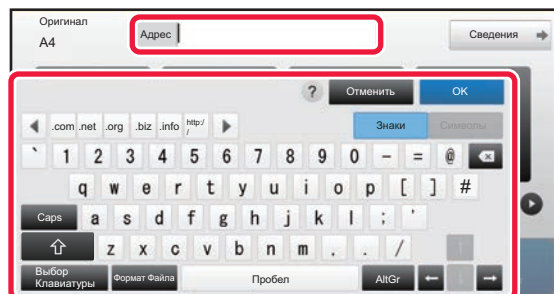 Оригинал
A4
Адрес
Сведения
? Отменить OK
.com .net .org .biz .info http:/
/
Знаки Символы
` 1 2 3 4 5 6 7 8 9 0 - = @
q w e r t y u i o p [ ] #
Caps a s d f g h j k l ; '
z x c v b n m , . /
Выбор
Клавиатуры
Формат Файла Пробел AltGr